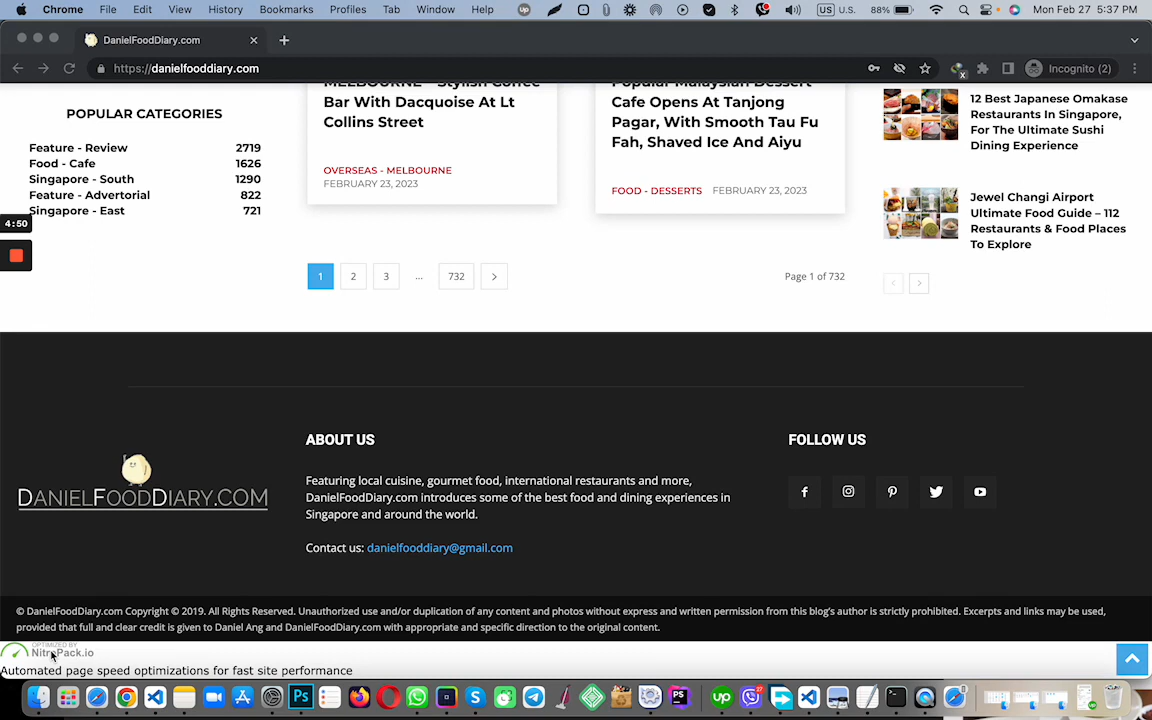 Chrome File Edit View History Bookmarks Profiles Tab Window Help
US U.S. 88% Mon Feb 27 5:37 PM
DanielFoodDiary.com
https://danielfooddiary.com
Incognito (2)
POPULAR CATEGORIES
Feature - Review 2719
Food - Cafe 1626
Singapore - South 1290
Feature - Advertorial 822
Singapore - East 721
4:50
MELBOURNE – Stylish Coffee
Bar With Dacquoise At Lt
Collins Street
OVERSEAS - MELBOURNE
FEBRUARY 23, 2023
Popular Malaysian Dessert
Cafe Opens At Tanjong
Pagar, With Smooth Tau Fu
Fah, Shaved Ice And Aiyu
FOOD - DESSERTS FEBRUARY 23, 2023
12 Best Japanese Omakase
Restaurants In Singapore,
For The Ultimate Sushi
Dining Experience
Jewel Changi Airport
Ultimate Food Guide – 112
Restaurants & Food Places
To Explore
1 2 3 ... 732
Page 1 of 732
DANIELFOODDIARY.COM
ABOUT US
Featuring local cuisine, gourmet food, international restaurants and more,
DanielFoodDiary.com introduces some of the best food and dining experiences in
Singapore and around the world.
Contact us: danielfooddiary@gmail.com
FOLLOW US
© DanielFoodDiary.com Copyright © 2019. All Rights Reserved. Unauthorized use and/or duplication of any content and photos without express and written permission from this blog's author is strictly prohibited. Excerpts and links may be used,
provided that full and clear credit is given to Daniel Ang and DanielFoodDiary.com with appropriate and specific direction to the original content.
OPTIMIZED BY
NitroPack.io
Automated page speed optimizations for fast site performance